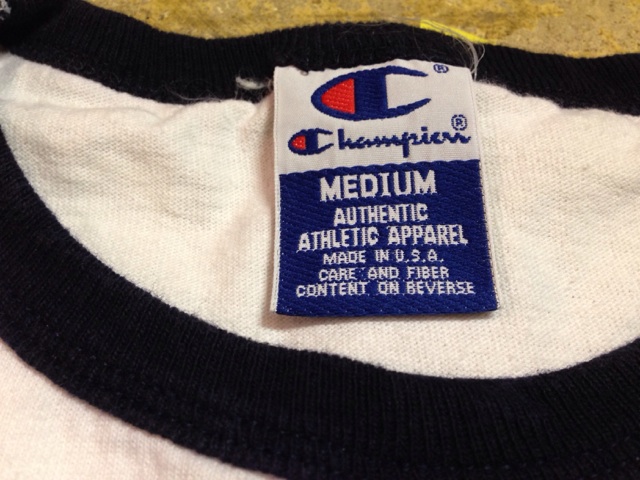 ®
Champion®
MEDIUM
AUTHENTIC
ATHLETIC APPAREL
MADE IN U.S.A.
CARE AND FIBER
CONTENT ON REVERSE